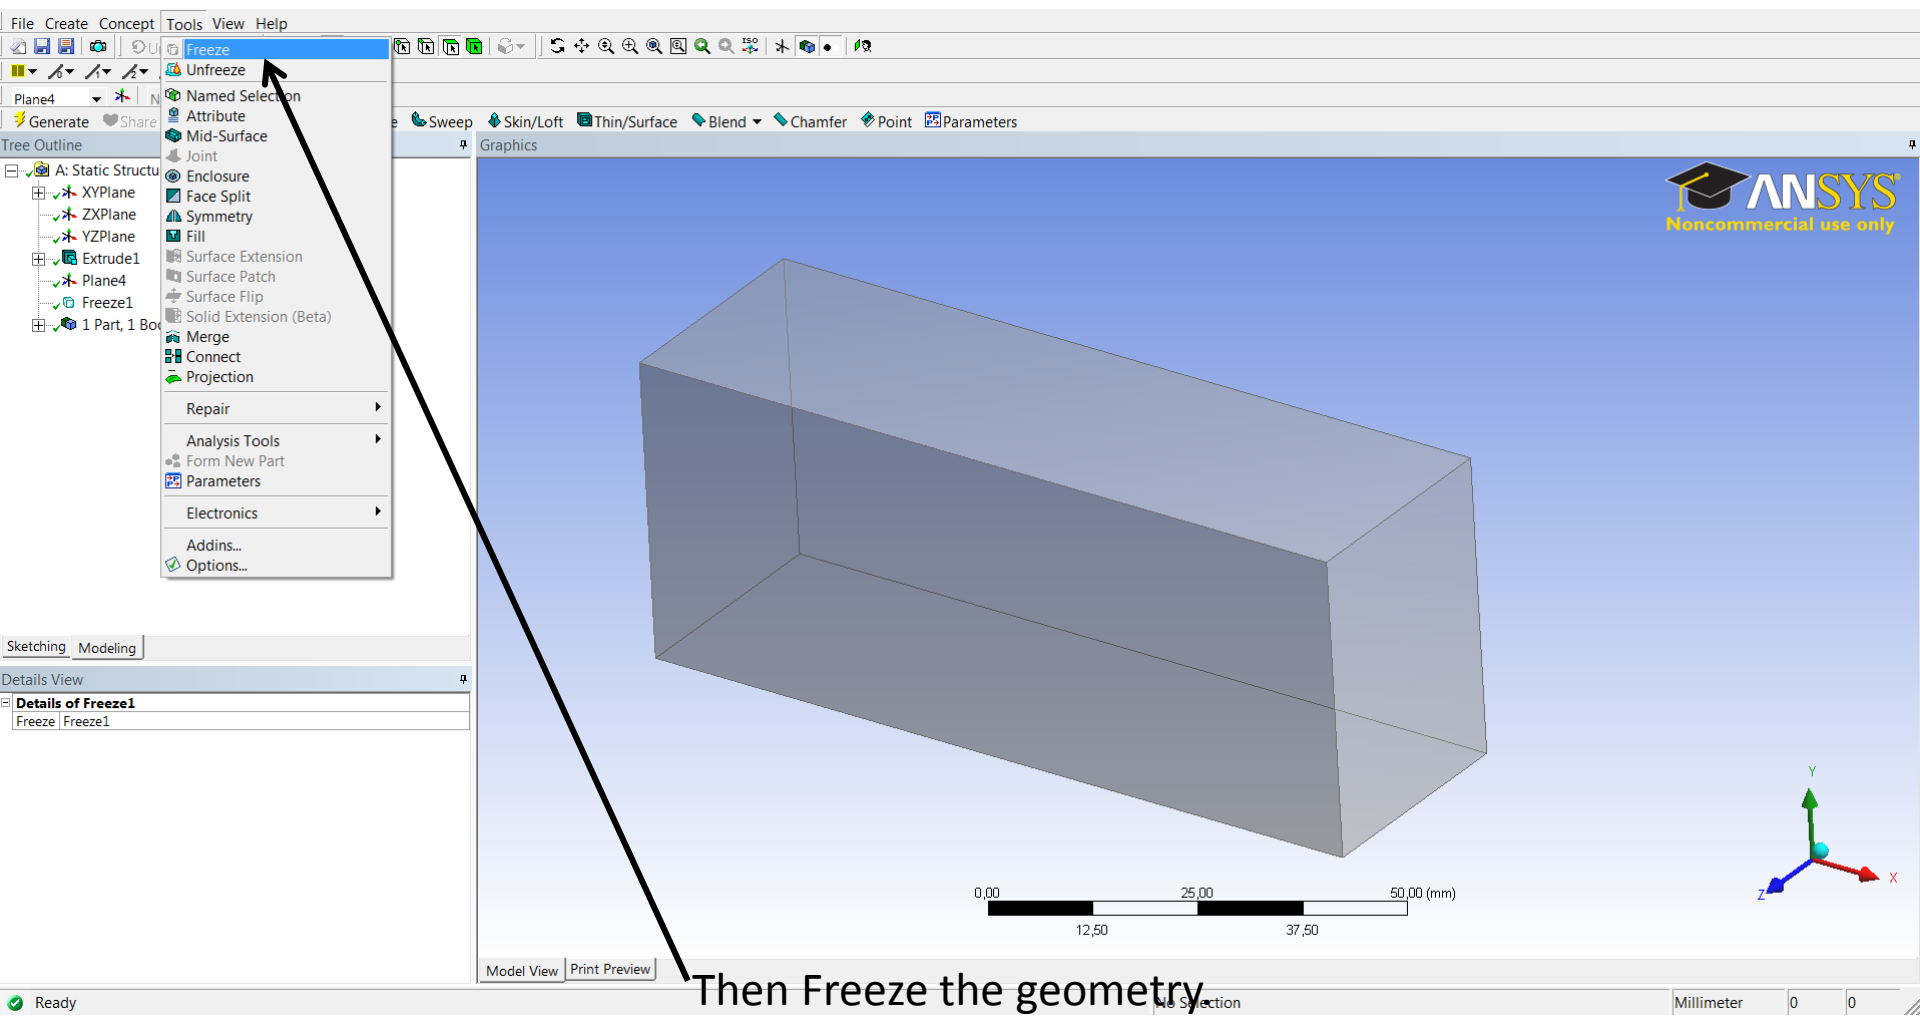 File Create Concept Tools View Help
Freeze
Unfreeze
Plane4
Named Selection
Attribute
Generate Share Sweep Skin/Loft Thin/Surface Blend Chamfer Point Parameters
Mid-Surface
Tree Outline
Graphics
Joint
A: Static Structu
Enclosure
XYPlane
Face Split
ZXPlane
Symmetry
YZPlane
Fill
Extrude1
Surface Extension
Plane4
Surface Patch
Freeze1
Surface Flip
Solid Extension (Beta)
1 Part, 1 Bo
Merge
Connect
Projection
Repair
Analysis Tools
Form New Part
Parameters
Electronics
Addins...
Options...
ANSYS
Noncommercial use only
Sketching Modeling
Details View
Details of Freeze1
Freeze Freeze1
Y
X
Z
0,00 25,00 50,00 (mm)
12,50 37,50
Model View Print Preview
Then Freeze the geometry.
Ready
No Selection
Millimeter 0 0